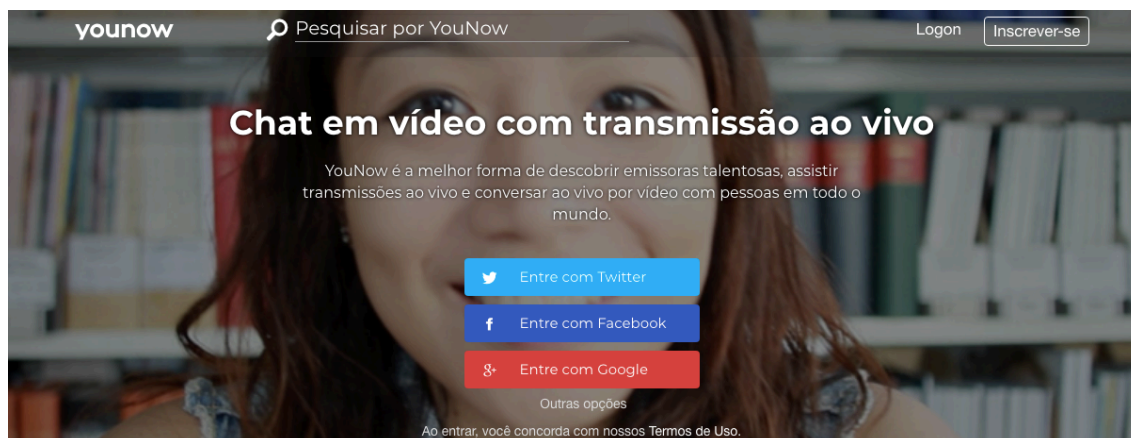 younow
Pesquisar por YouNow
Logon
Inscrever-se
Chat em vídeo com transmissão ao vivo
YouNow é a melhor forma de descobrir emissoras talentosas, assistir
transmissões ao vivo e conversar ao vivo por vídeo com pessoas em todo o
mundo.
Entre com Twitter
f Entre com Facebook
g+ Entre com Google
Outras opções
Ao entrar, você concorda com nossos Termos de Uso.